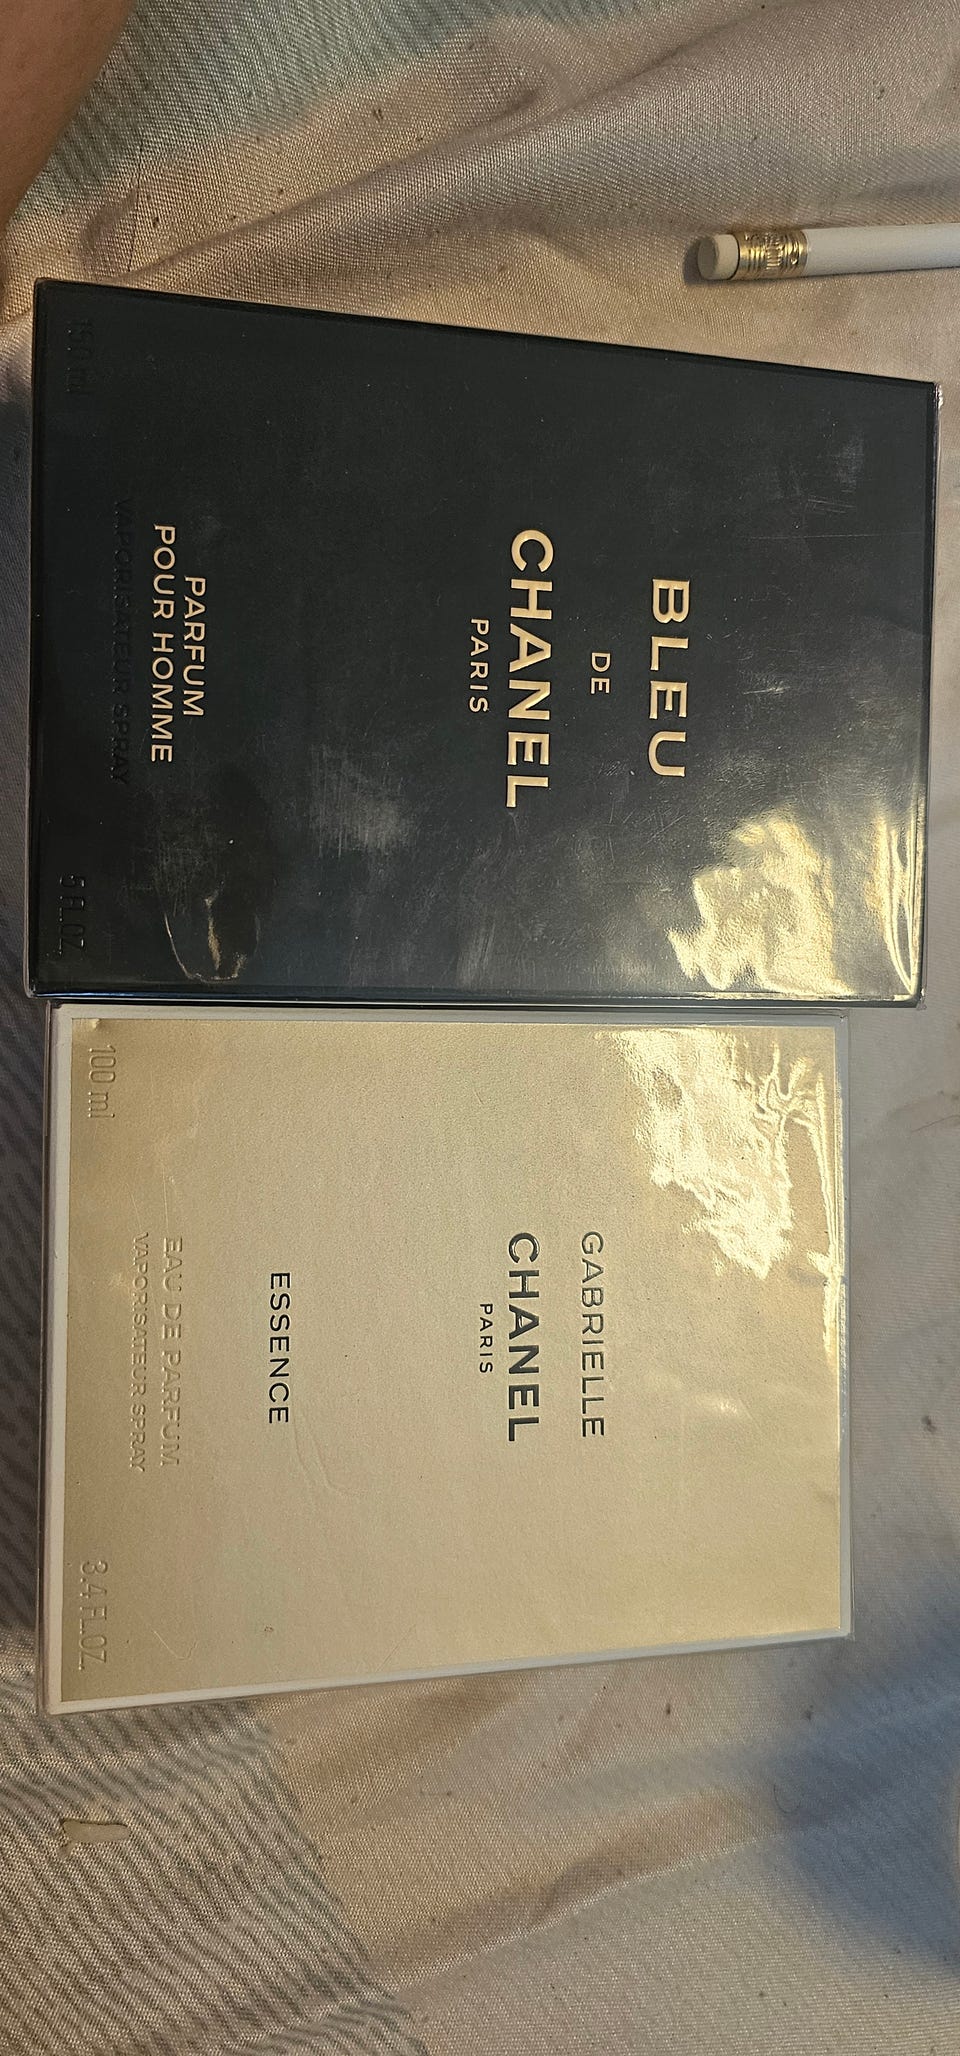 BLEU
DE
CHANEL
PARIS
PARFUM
POUR HOMME
VAPORISATEUR SPRAY
150 ml
5 FL.OZ.
GABRIELLE
CHANEL
PARIS
ESSENCE
EAU DE PARFUM
VAPORISATEUR SPRAY
100 ml
3.4 FL.OZ.